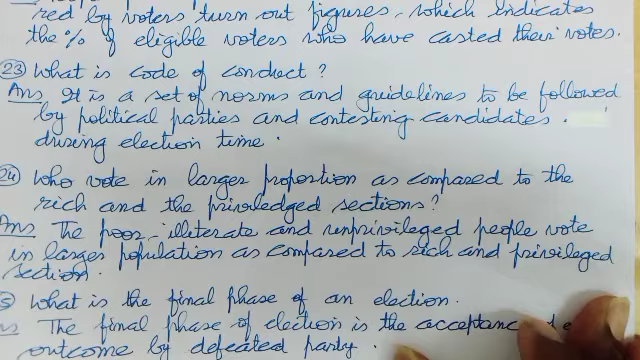 red by voters turn out figures, which indicates
the % of eligible voters who have casted their votes.
(23) What is code of conduct?
Ans It is a set of norms and guidelines to be followed
by political parties and contesting candidates.
during election time.
(24) Who vote in larger proportion as compared to the
rich and the priviledged sections?
Ans The poor, illiterate and unprivileged people vote
in larger population as compared to rich and privileged
section.
What is the final phase of an election.
The final phase of election is the
outcome by defeated party.